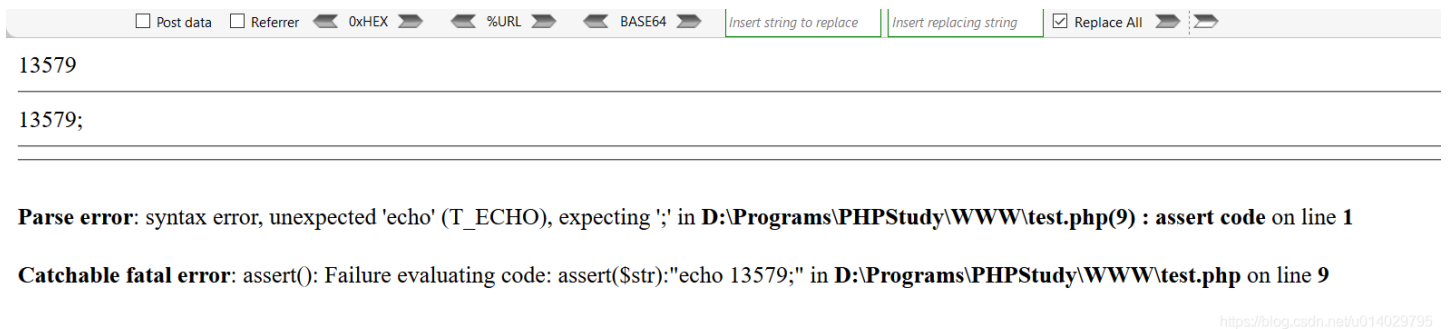 Post data Referrer 0xHEX %URL BASE64 Insert string to replace Insert replacing string Replace All
13579
13579;
Parse error: syntax error, unexpected 'echo' (T_ECHO), expecting ';' in D:\Programs\PHPStudy\WWW\test.php(9) : assert code on line 1
Catchable fatal error: assert(): Failure evaluating code: assert($str):"echo 13579;" in D:\Programs\PHPStudy\WWW\test.php on line 9
https://blog.csdn.net/u014029795